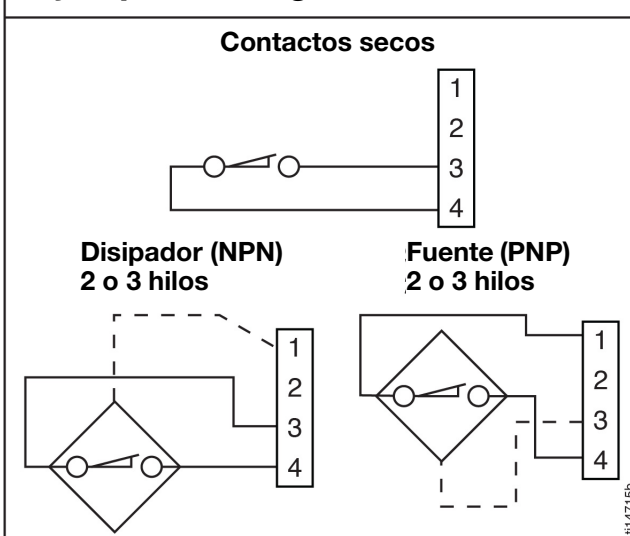 Contactos secos
1
2
3
4
Disipador (NPN)
2 o 3 hilos
Fuente (PNP)
2 o 3 hilos
1
2
3
4
1
2
3
4
ti14715b